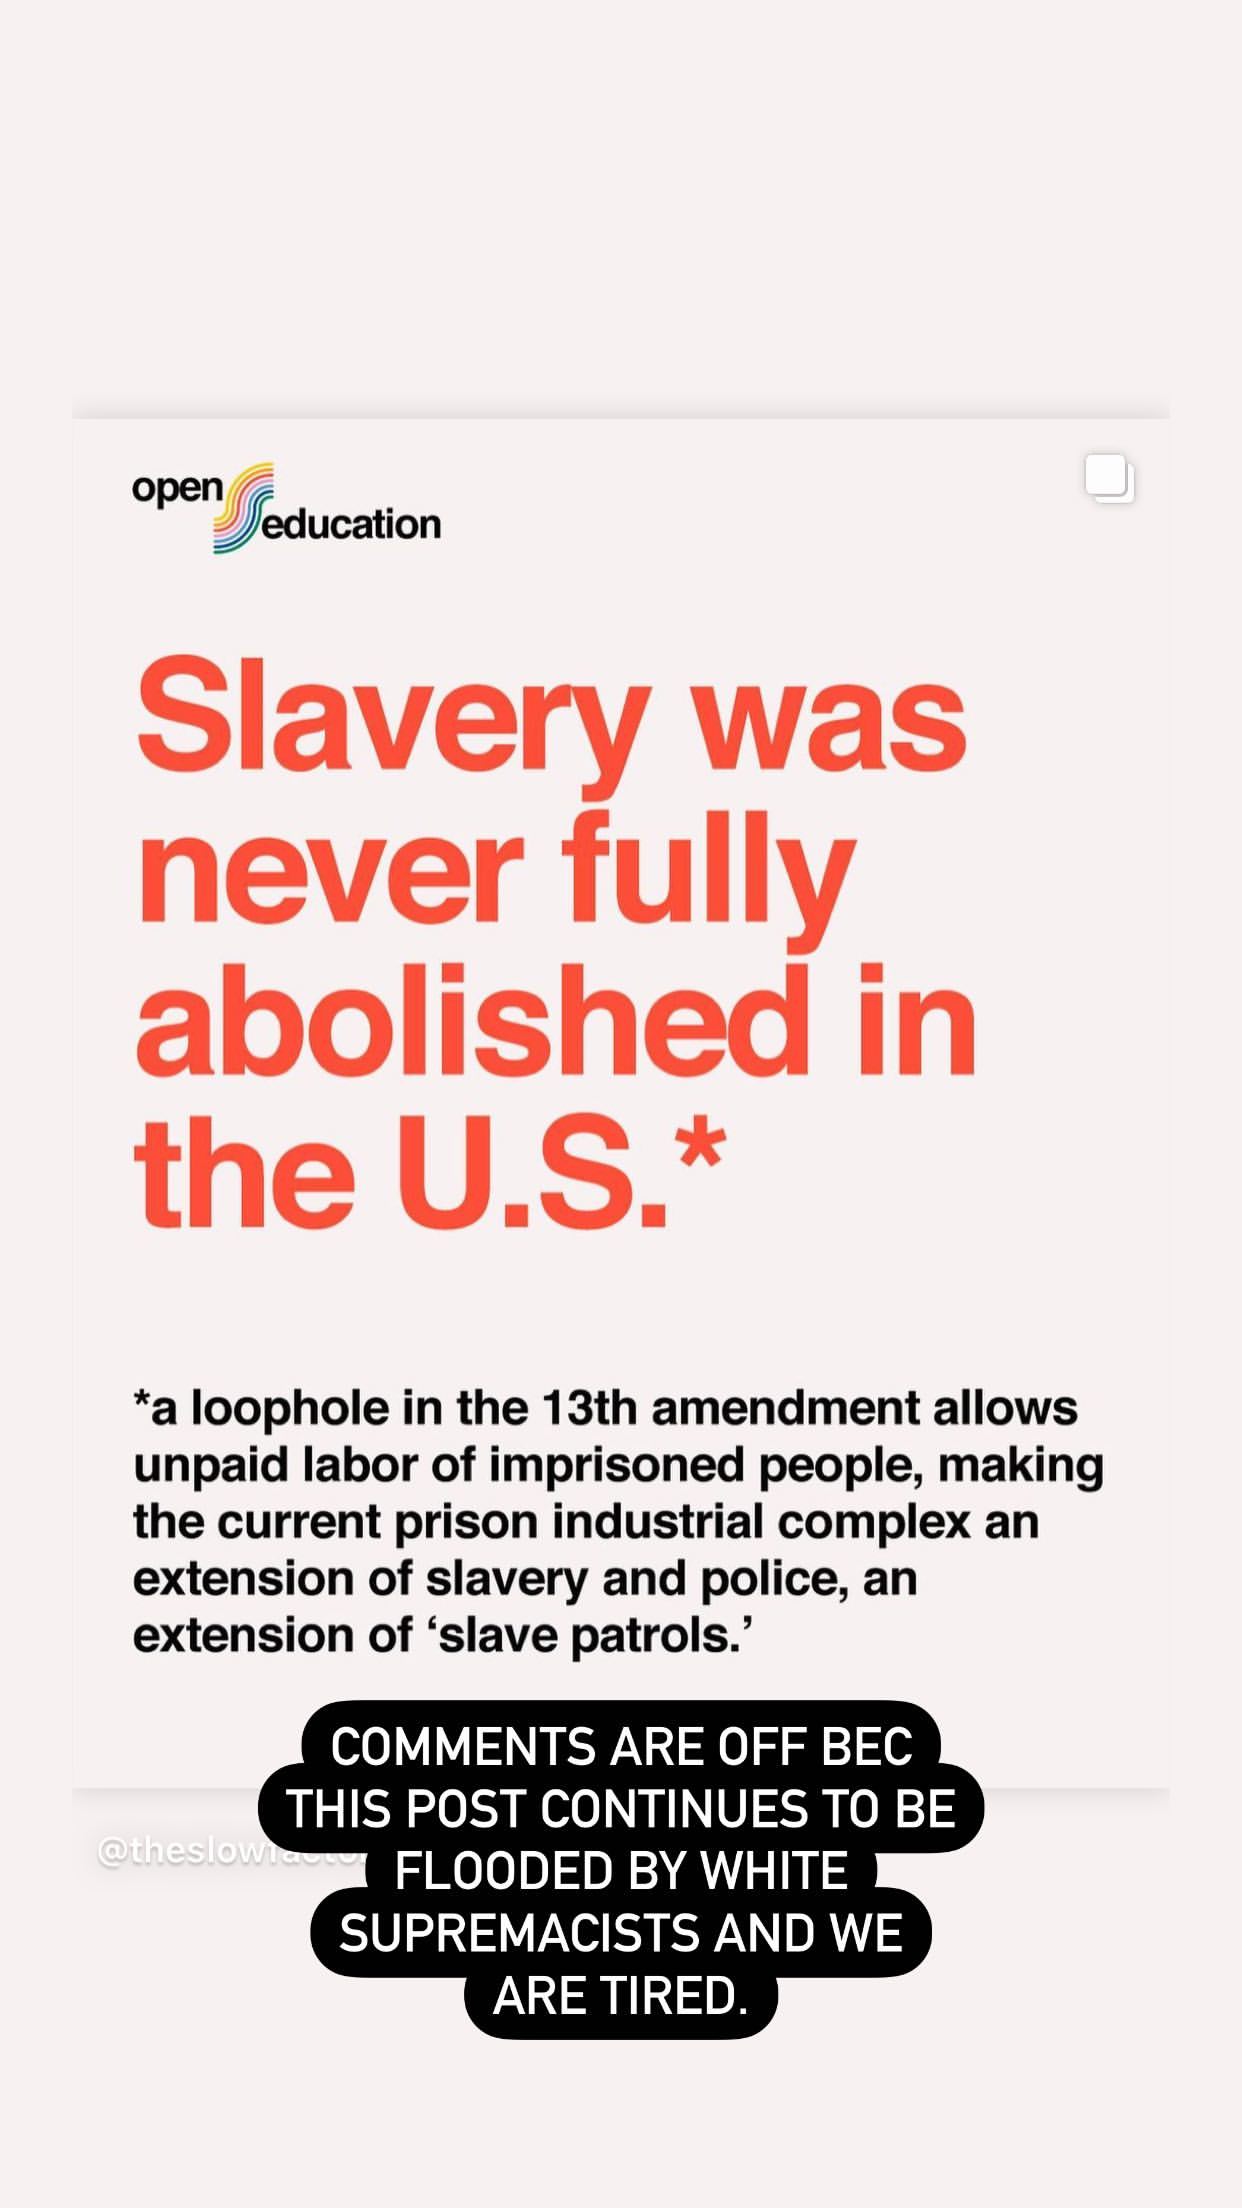 open
education
Slavery was
never fully
abolished in
the U.S.*
*a loophole in the 13th amendment allows
unpaid labor of imprisoned people, making
the current prison industrial complex an
extension of slavery and police, an
extension of ‘slave patrols.’
COMMENTS ARE OFF BEC
THIS POST CONTINUES TO BE
FLOODED BY WHITE
SUPREMACISTS AND WE
ARE TIRED.